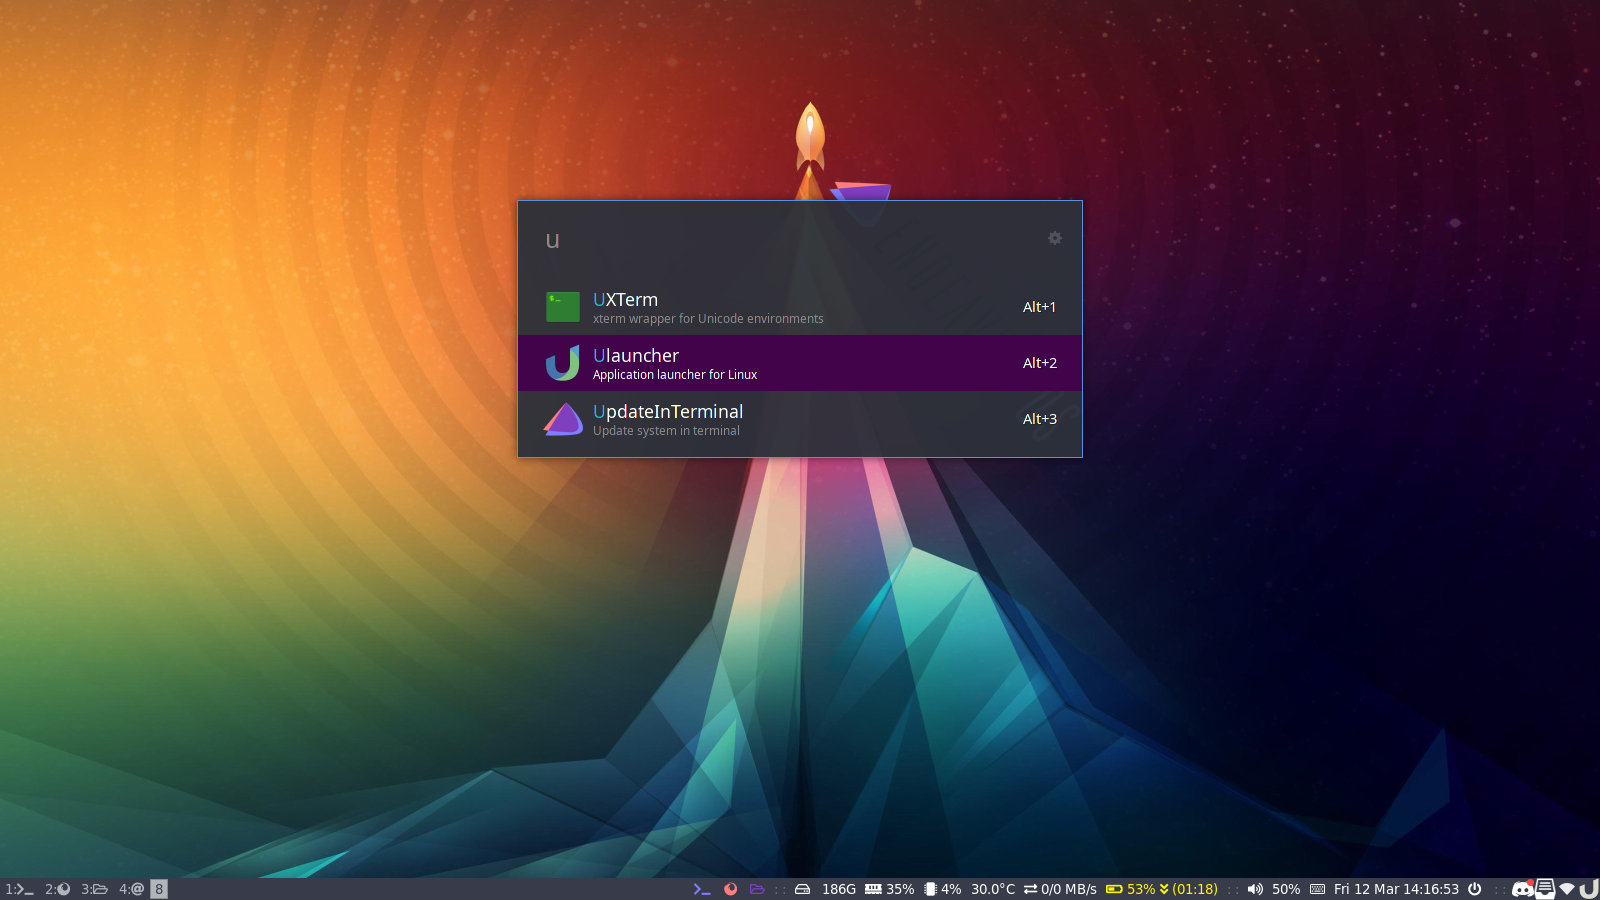 u
UXTerm
xterm wrapper for Unicode environments
Alt+1
Ulauncher
Application launcher for Linux
Alt+2
UpdateInTerminal
Update system in terminal
Alt+3
1: 2: 3: 4:@ 8 186G 35% 4% 30.0°C 0/0 MB/s 53% (01:18) 50% Fri 12 Mar 14:16:53